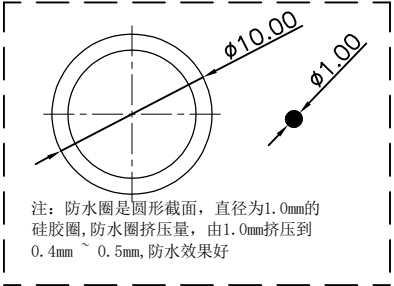 ø10.00
ø1.00
注：防水圈是圆形截面，直径为1.0mm的
硅胶圈,防水圈挤压量，由1.0mm挤压到
0.4mm ~ 0.5mm,防水效果好